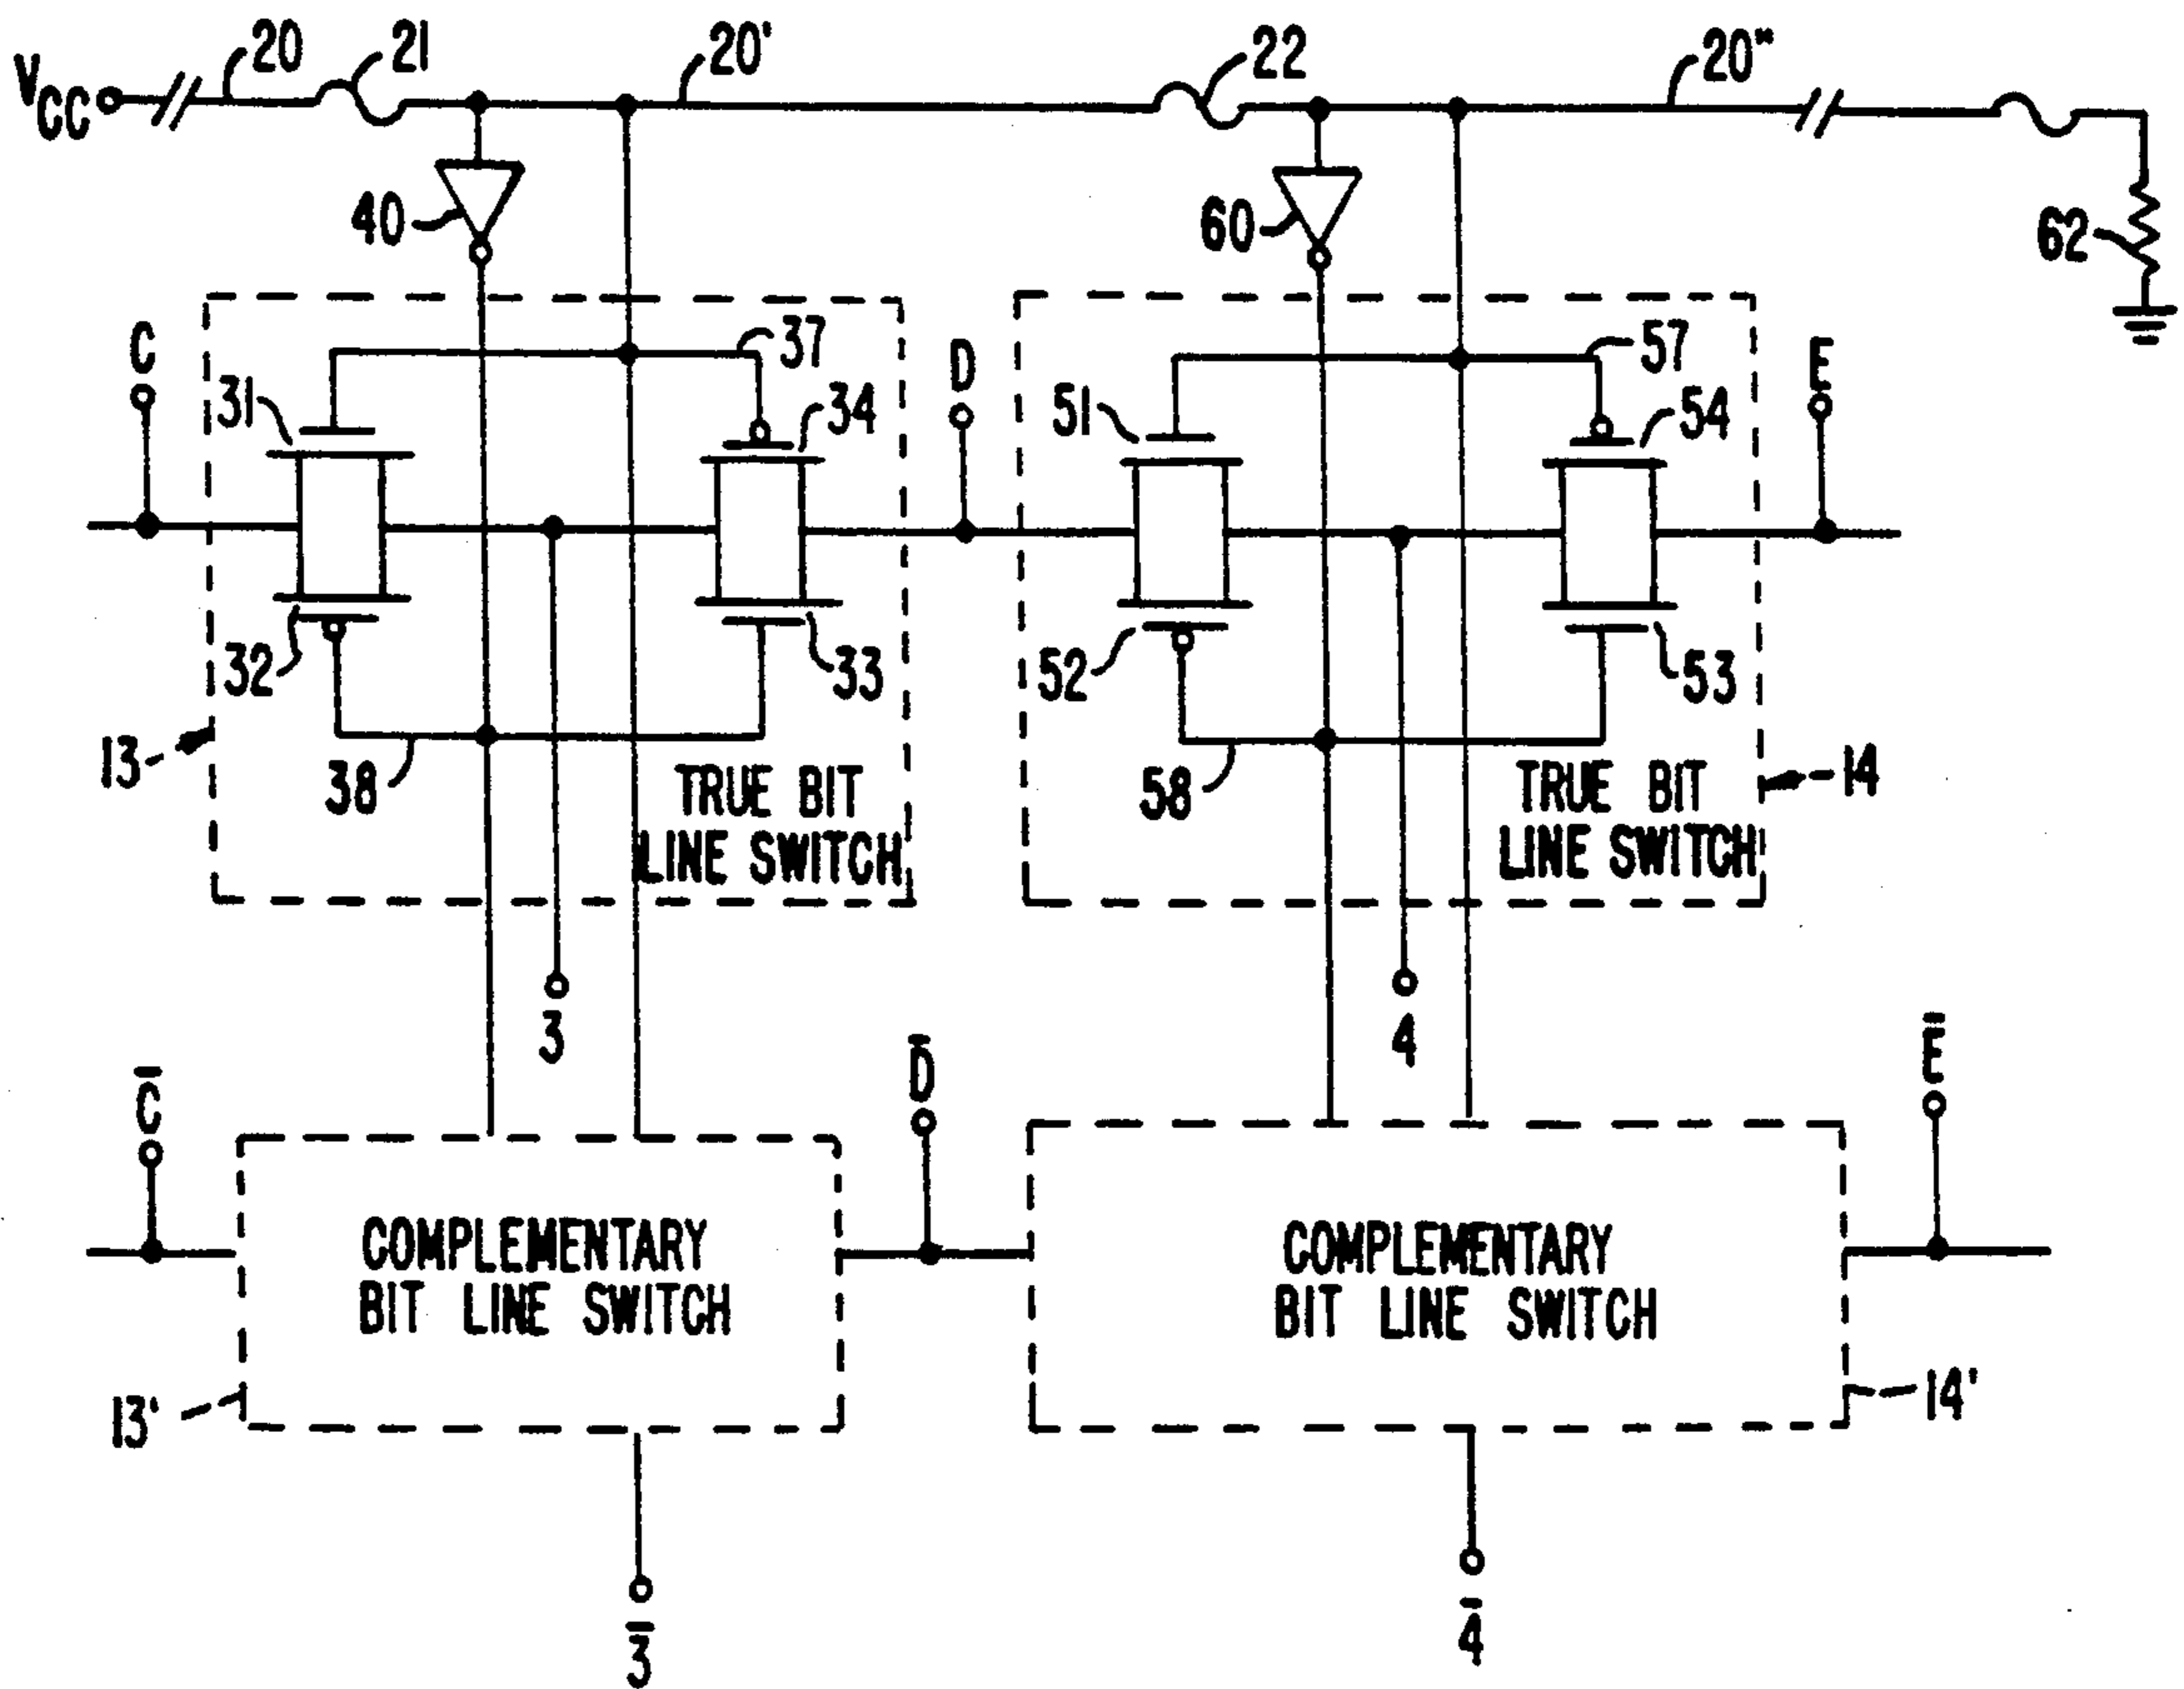 VCC
20
21
20'
22
20"
40
60
62
C
31
37
34
D
51
57
54
E
32
33
52
53
13
38
TRUE BIT
LINE SWITCH
58
TRUE BIT
LINE SWITCH
14
3
4
C̄
D̄
Ē
COMPLEMENTARY
BIT LINE SWITCH
COMPLEMENTARY
BIT LINE SWITCH
13'
14'
3̄
4̄